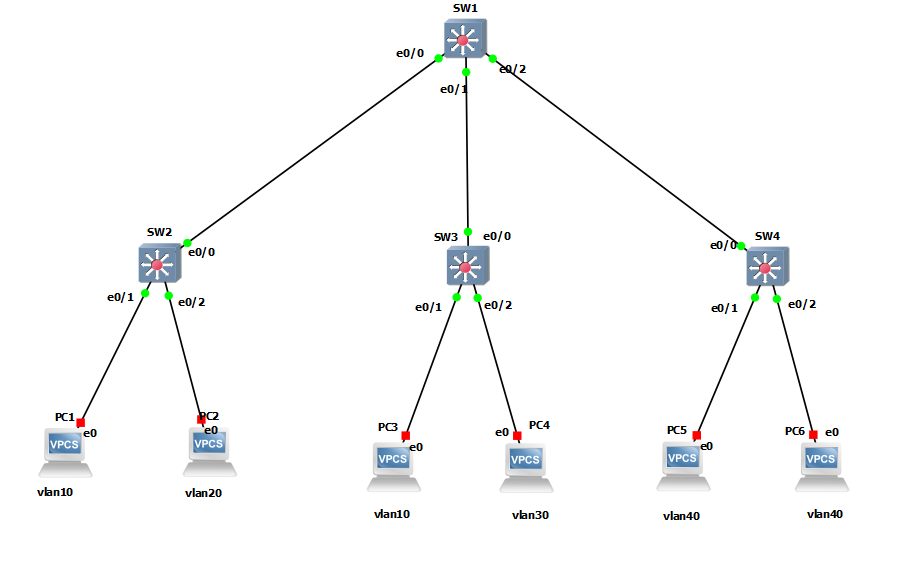 SW1
e0/0
e0/1
e0/2
SW2
e0/0
e0/1
e0/2
SW3
e0/0
e0/1
e0/2
SW4
e0/0
e0/1
e0/2
PC1
e0
VPCS
vlan10
PC2
e0
VPCS
vlan20
PC3
e0
VPCS
vlan10
PC4
e0
VPCS
vlan30
PC5
e0
VPCS
vlan40
PC6
e0
VPCS
vlan40